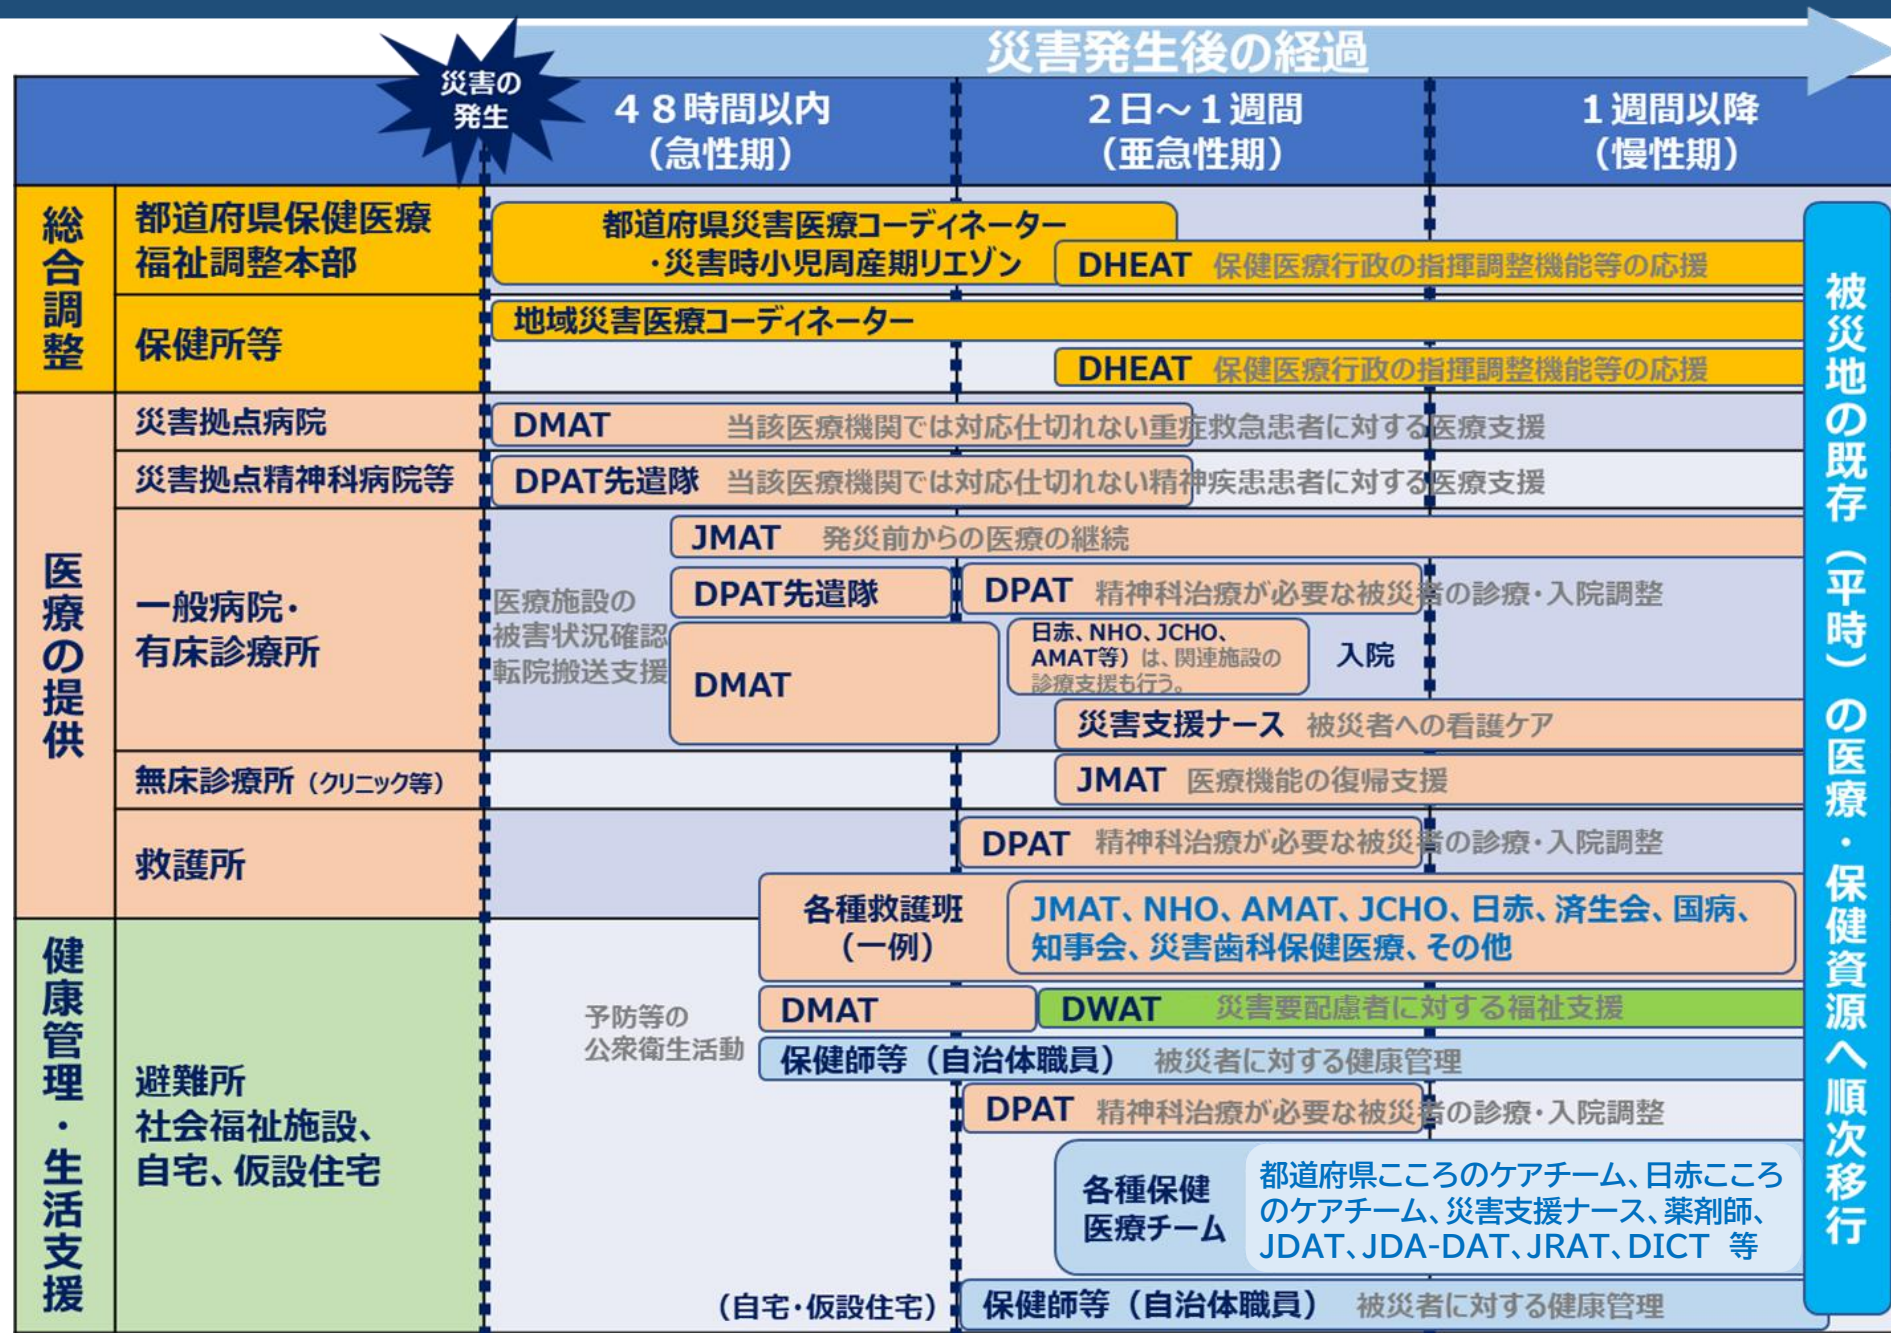 災害発生後の経過
災害の
発生
４８時間以内
（急性期）
２日～１週間
（亜急性期）
１週間以降
（慢性期）
総合調整
都道府県保健医療
福祉調整本部
都道府県災害医療コーディネーター
・災害時小児周産期リエゾン
DHEAT 保健医療行政の指揮調整機能等の応援
保健所等
地域災害医療コーディネーター
DHEAT 保健医療行政の指揮調整機能等の応援
医療の提供
災害拠点病院
DMAT 当該医療機関では対応仕切れない重症救急患者に対する医療支援
災害拠点精神科病院等
DPAT先遣隊 当該医療機関では対応仕切れない精神疾患患者に対する医療支援
一般病院・
有床診療所
医療施設の
被害状況確認
転院搬送支援
JMAT 発災前からの医療の継続
DPAT先遣隊
DPAT 精神科治療が必要な被災者の診療・入院調整
DMAT
日赤、NHO、JCHO、
AMAT等）は、関連施設の
診療支援も行う。
入院
災害支援ナース 被災者への看護ケア
無床診療所（クリニック等）
JMAT 医療機能の復帰支援
救護所
DPAT 精神科治療が必要な被災者の診療・入院調整
各種救護班
（一例）
JMAT、NHO、AMAT、JCHO、日赤、済生会、国病、
知事会、災害歯科保健医療、その他
健康管理・生活支援
避難所
社会福祉施設、
自宅、仮設住宅
予防等の
公衆衛生活動
DMAT
DWAT 災害要配慮者に対する福祉支援
保健師等（自治体職員） 被災者に対する健康管理
DPAT 精神科治療が必要な被災者の診療・入院調整
各種保健
医療チーム
都道府県こころのケアチーム、日赤こころ
のケアチーム、災害支援ナース、薬剤師、
JDAT、JDA-DAT、JRAT、DICT 等
（自宅・仮設住宅）
保健師等（自治体職員） 被災者に対する健康管理
被災地の既存（平時）の医療・保健資源へ順次移行